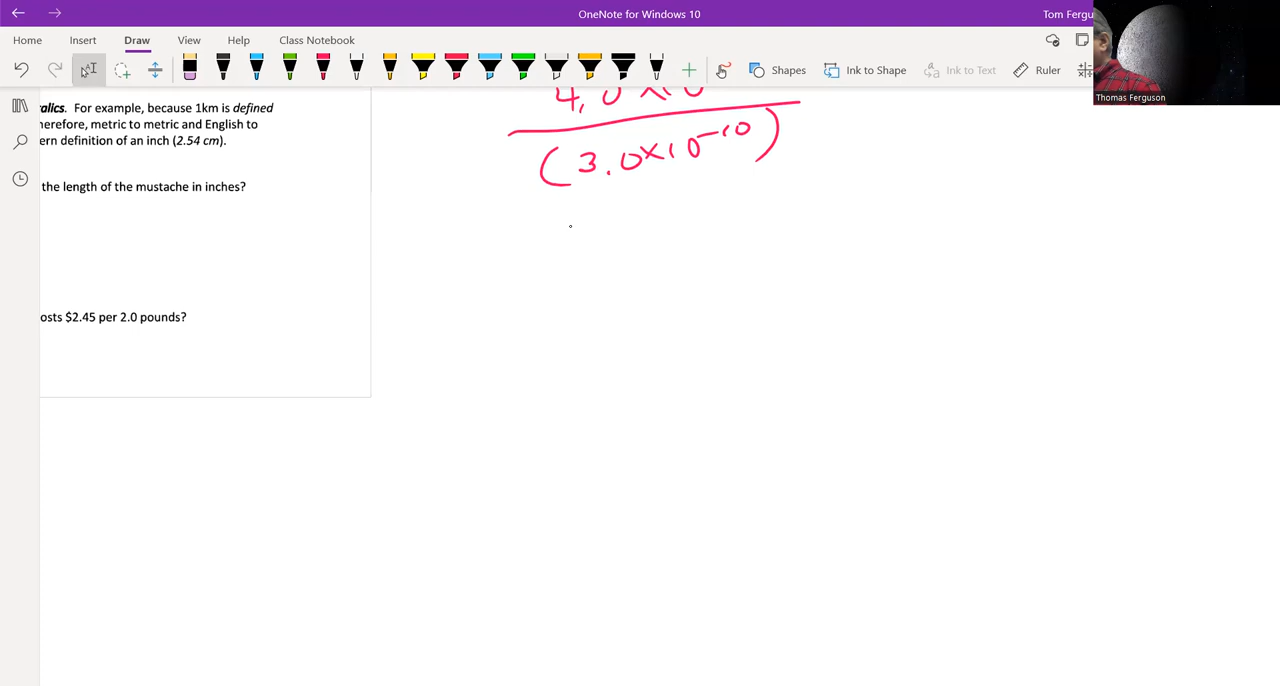 OneNote for Windows 10
Tom Fergu
Home Insert Draw View Help Class Notebook
Shapes Ink to Shape Ink to Text Ruler
Thomas Ferguson
alics. For example, because 1km is defined
herefore, metric to metric and English to
ern definition of an inch (2.54 cm).
the length of the mustache in inches?
osts $2.45 per 2.0 pounds?
4.0 x 10
(3.0×10⁻¹⁰)